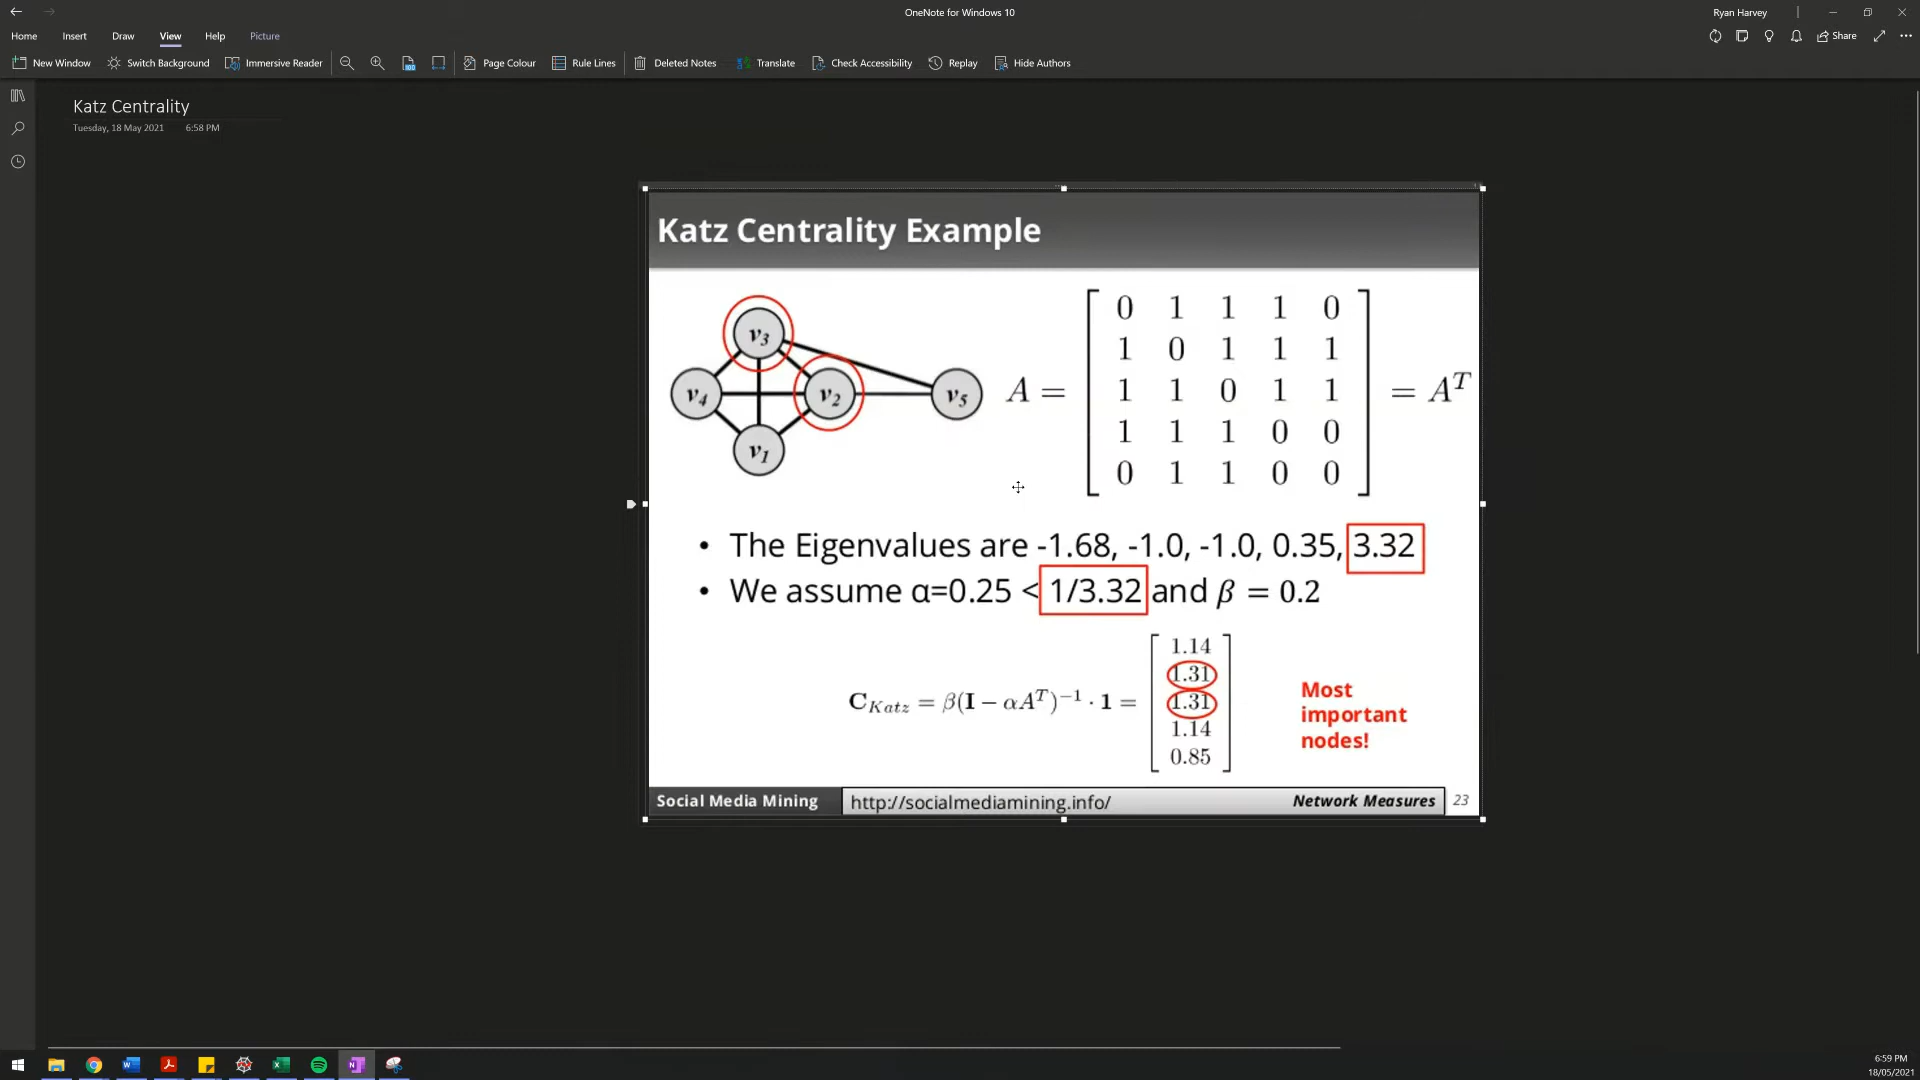 OneNote for Windows 10
Ryan Harvey
Home Insert Draw View Help Picture
Share
New Window Switch Background Immersive Reader Page Colour Rule Lines Deleted Notes Translate Check Accessibility Replay Hide Authors
Katz Centrality
Tuesday, 18 May 2021 6:58 PM
Katz Centrality Example
v3
v4 v2 v5
v1
A =
0 1 1 1 0
1 0 1 1 1
1 1 0 1 1
1 1 1 0 0
0 1 1 0 0
= A^T
• The Eigenvalues are -1.68, -1.0, -1.0, 0.35, 3.32
• We assume α=0.25 < 1/3.32 and β = 0.2
C_Katz = β(I − αA^T)^−1 · 1 =
1.14
1.31
1.31
1.14
0.85
Most
important
nodes!
Social Media Mining http://socialmediamining.info/ Network Measures 23
6:59 PM
18/05/2021